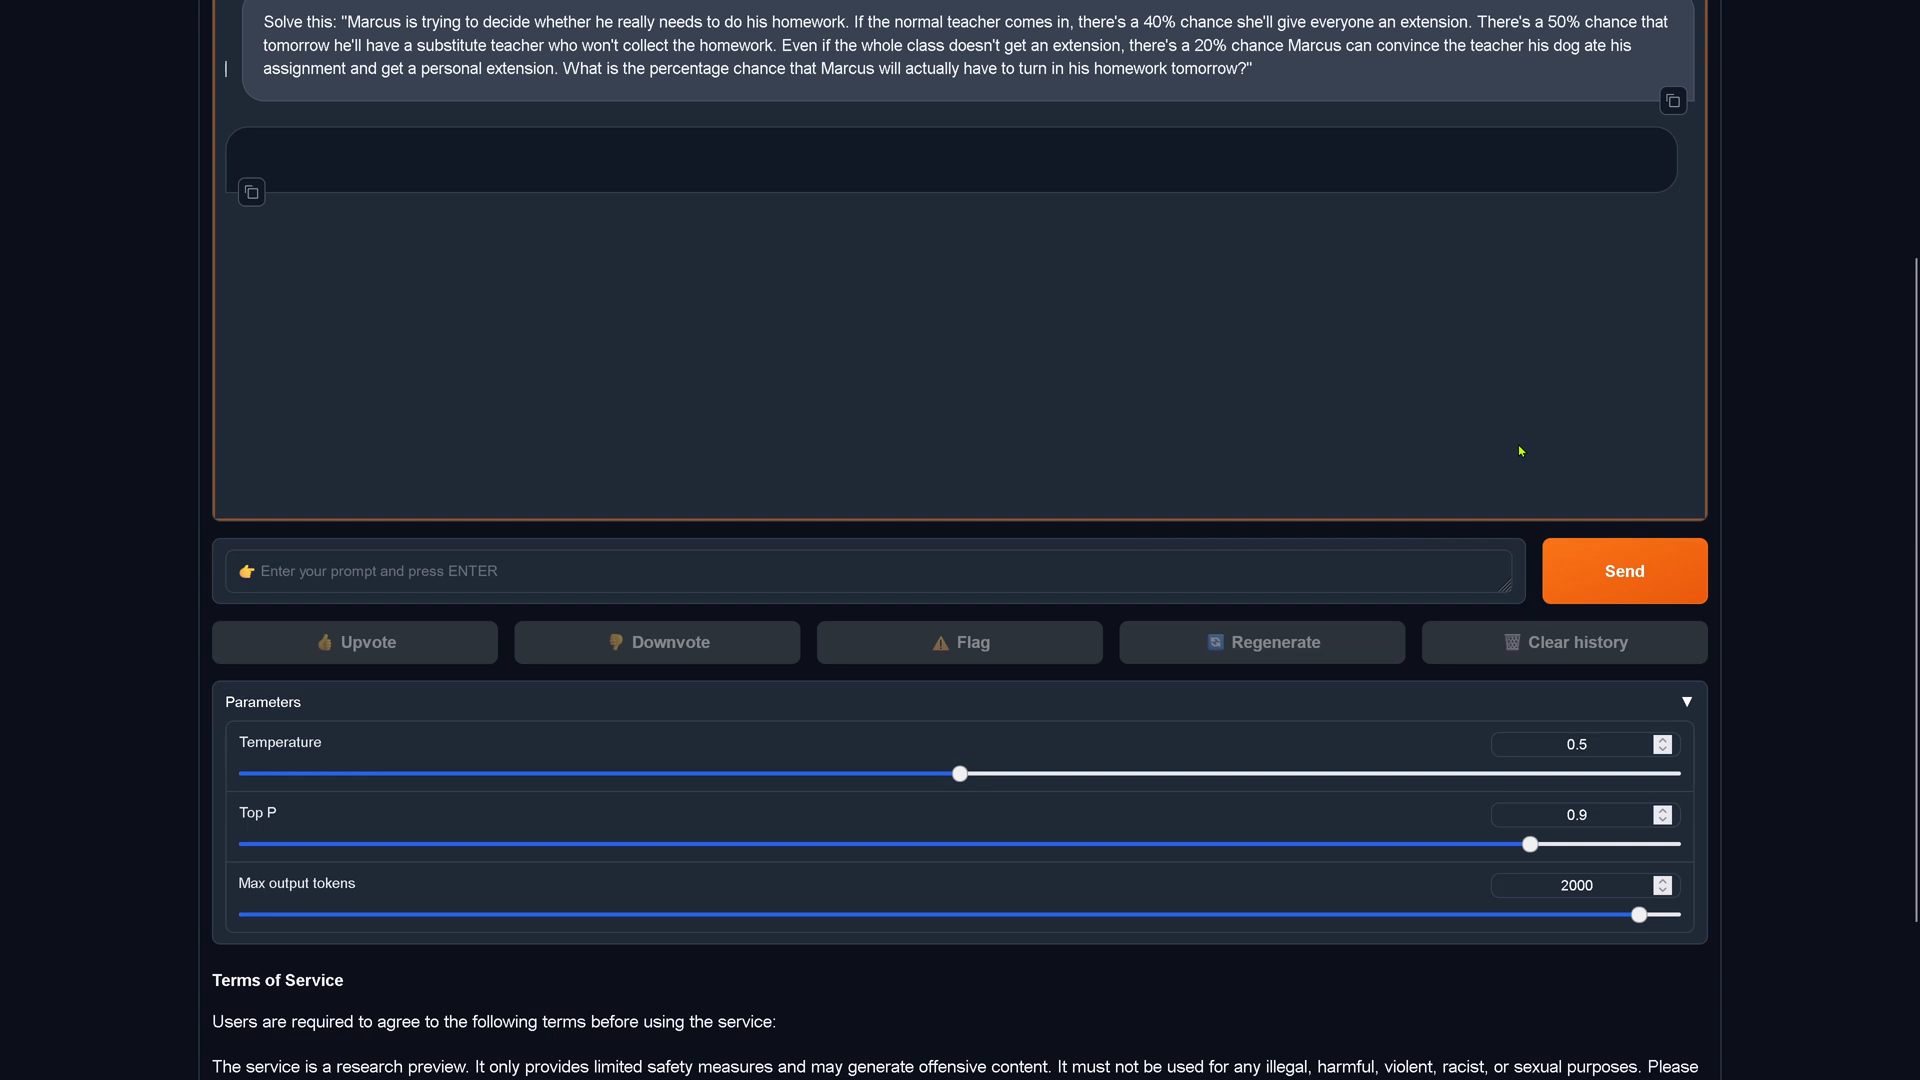 Solve this: "Marcus is trying to decide whether he really needs to do his homework. If the normal teacher comes in, there's a 40% chance she'll give everyone an extension. There's a 50% chance that
tomorrow he'll have a substitute teacher who won't collect the homework. Even if the whole class doesn't get an extension, there's a 20% chance Marcus can convince the teacher his dog ate his
assignment and get a personal extension. What is the percentage chance that Marcus will actually have to turn in his homework tomorrow?"
👉 Enter your prompt and press ENTER
Send
👍 Upvote
👎 Downvote
⚠️ Flag
🔄 Regenerate
🗑️ Clear history
Parameters
▼
Temperature
0.5
Top P
0.9
Max output tokens
2000
Terms of Service
Users are required to agree to the following terms before using the service:
The service is a research preview. It only provides limited safety measures and may generate offensive content. It must not be used for any illegal, harmful, violent, racist, or sexual purposes. Please